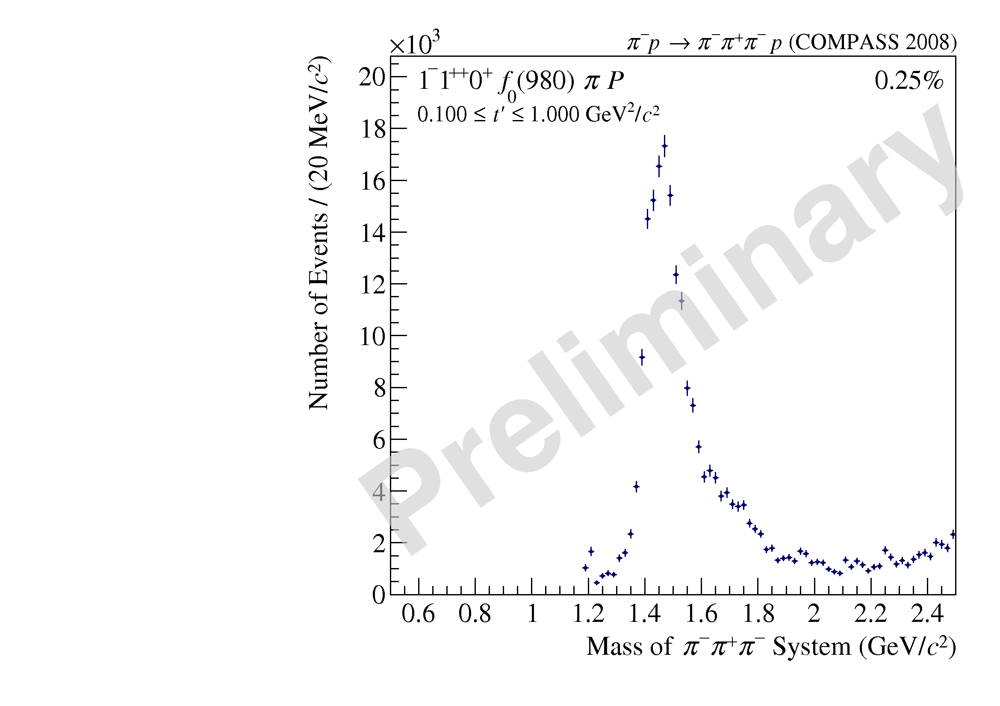 ×10³
π⁻p → π⁻π⁺π⁻ p (COMPASS 2008)
Number of Events / (20 MeV/c²)
1⁻1⁺⁺0⁺ f₀(980) π P
0.25%
0.100 ≤ t′ ≤ 1.000 GeV²/c²
20
18
16
14
12
10
8
6
4
2
0
0.6 0.8 1 1.2 1.4 1.6 1.8 2 2.2 2.4
Mass of π⁻π⁺π⁻ System (GeV/c²)
Preliminary